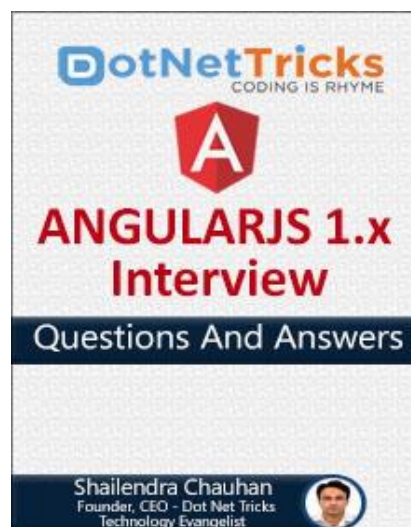 DotNetTricks
CODING IS RHYME
A
ANGULARJS 1.x
Interview
Questions And Answers
Shailendra Chauhan
Founder, CEO - Dot Net Tricks
Technology Evangelist